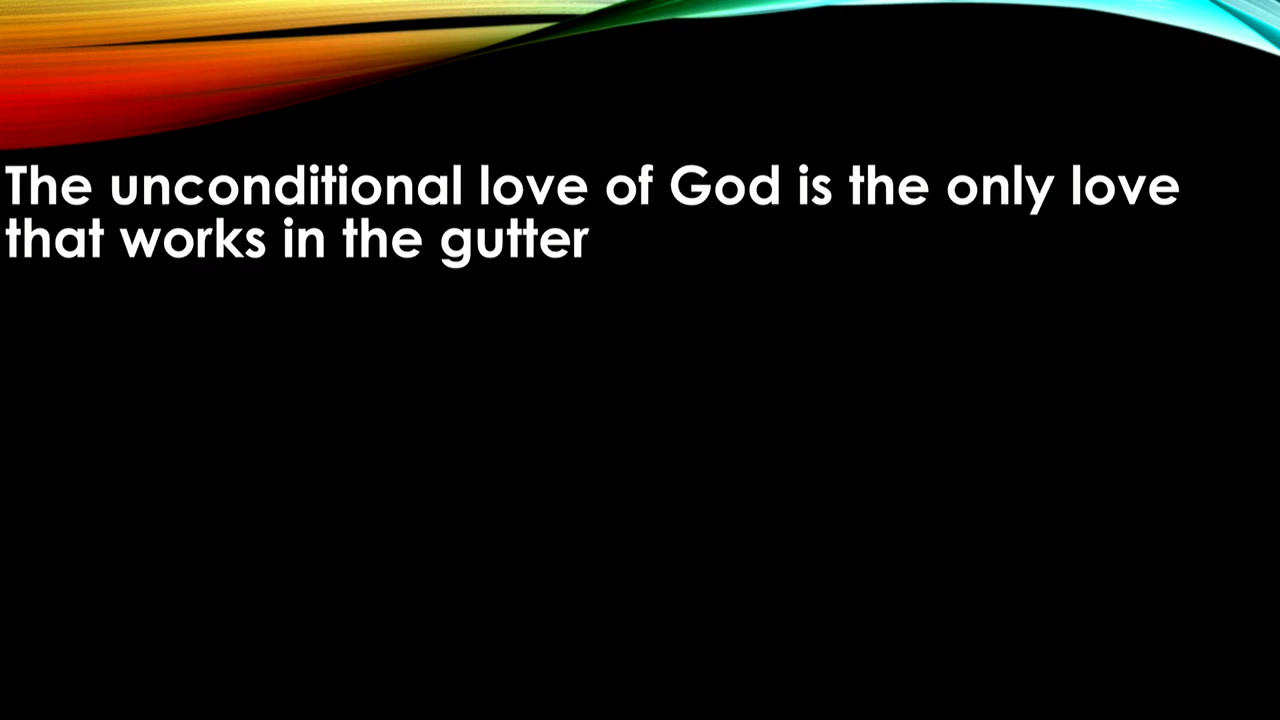 The unconditional love of God is the only love
that works in the gutter